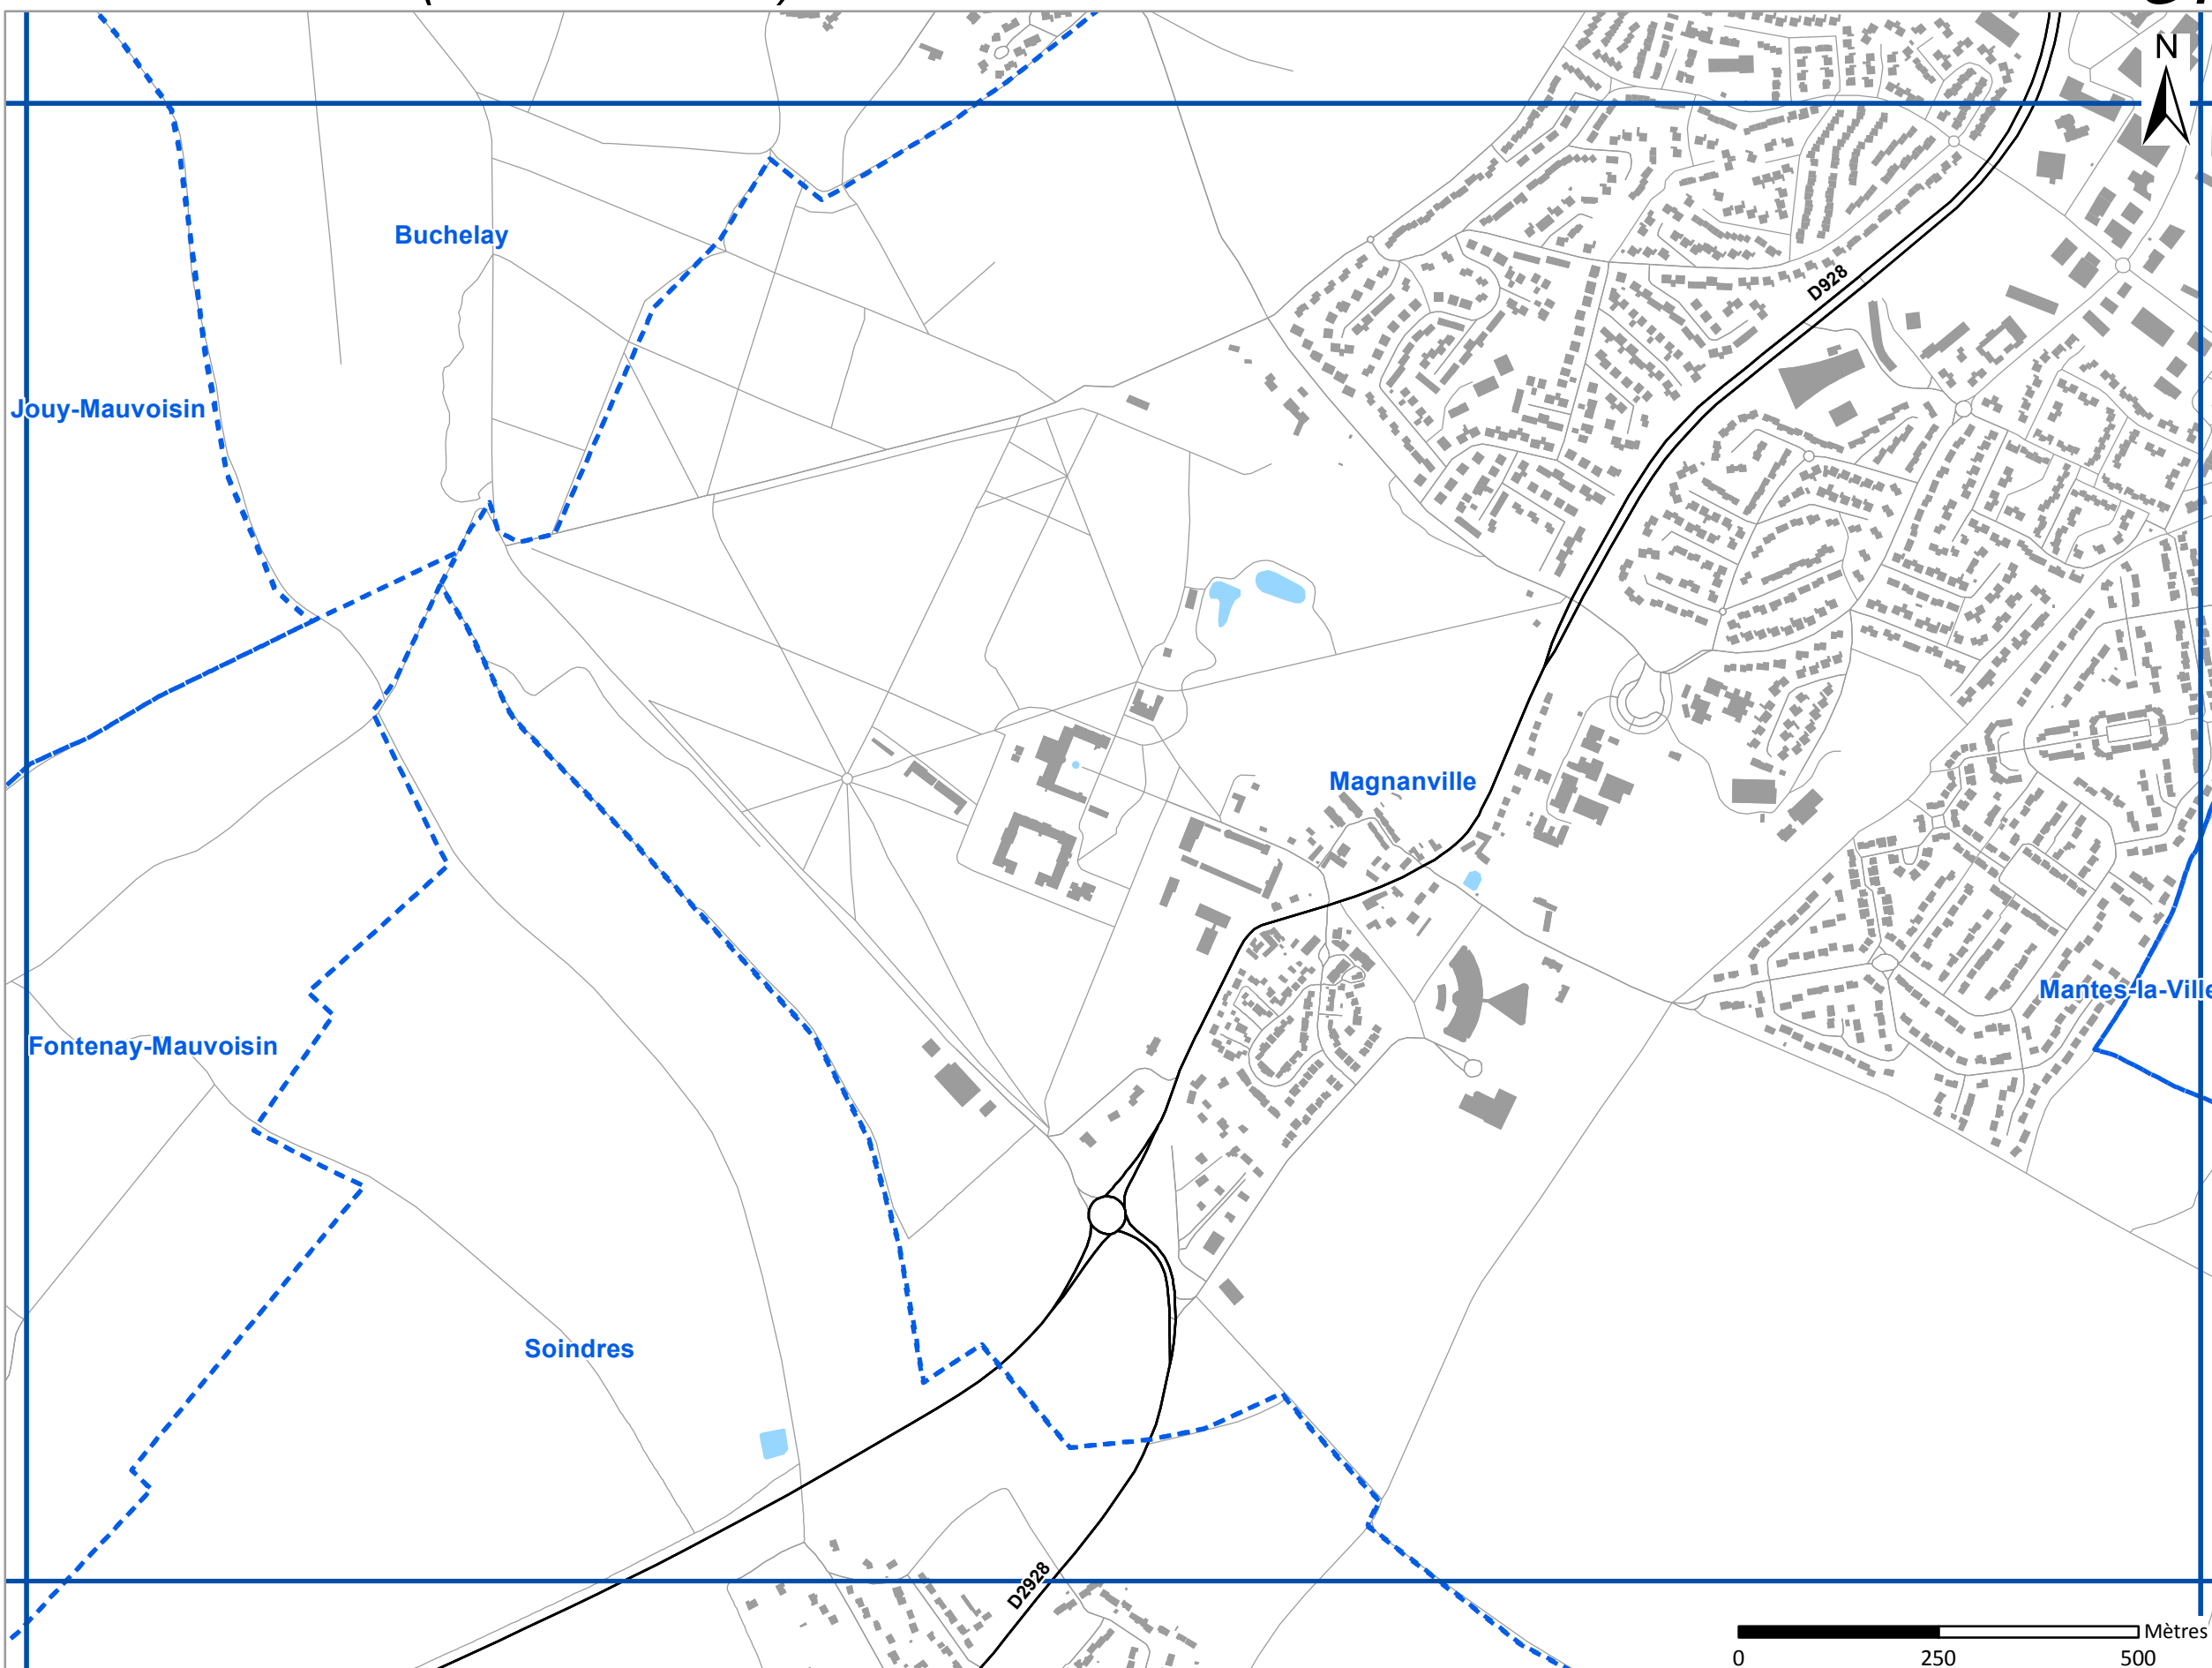 N
Buchelay
D928
Jouy-Mauvoisin
Magnanville
Mantes-la-Ville
Fontenay-Mauvoisin
Soindres
D2928
Mètres
0 250 500